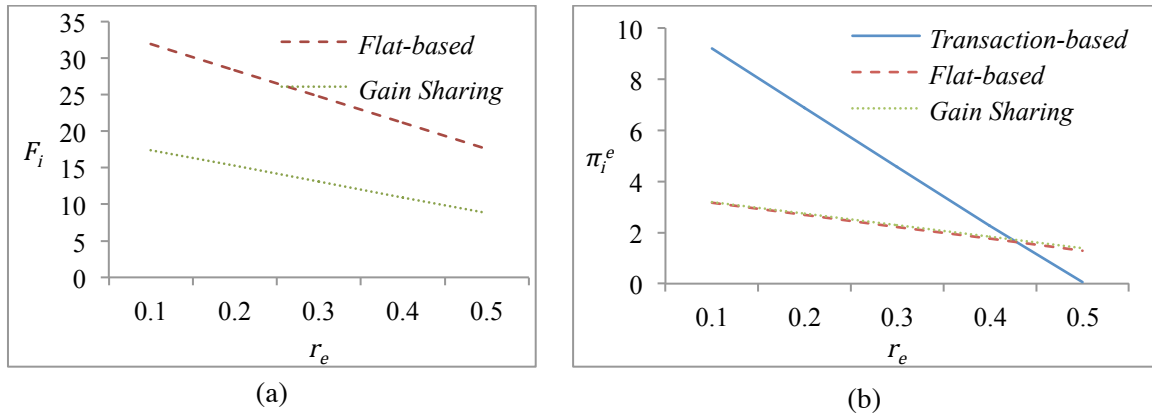 35
30
25
20
15
10
5
0
F_i
Flat-based
Gain Sharing
0.1 0.2 0.3 0.4 0.5
r_e
(a)
10
8
6
4
2
0
π_i^e
Transaction-based
Flat-based
Gain Sharing
0.1 0.2 0.3 0.4 0.5
r_e
(b)